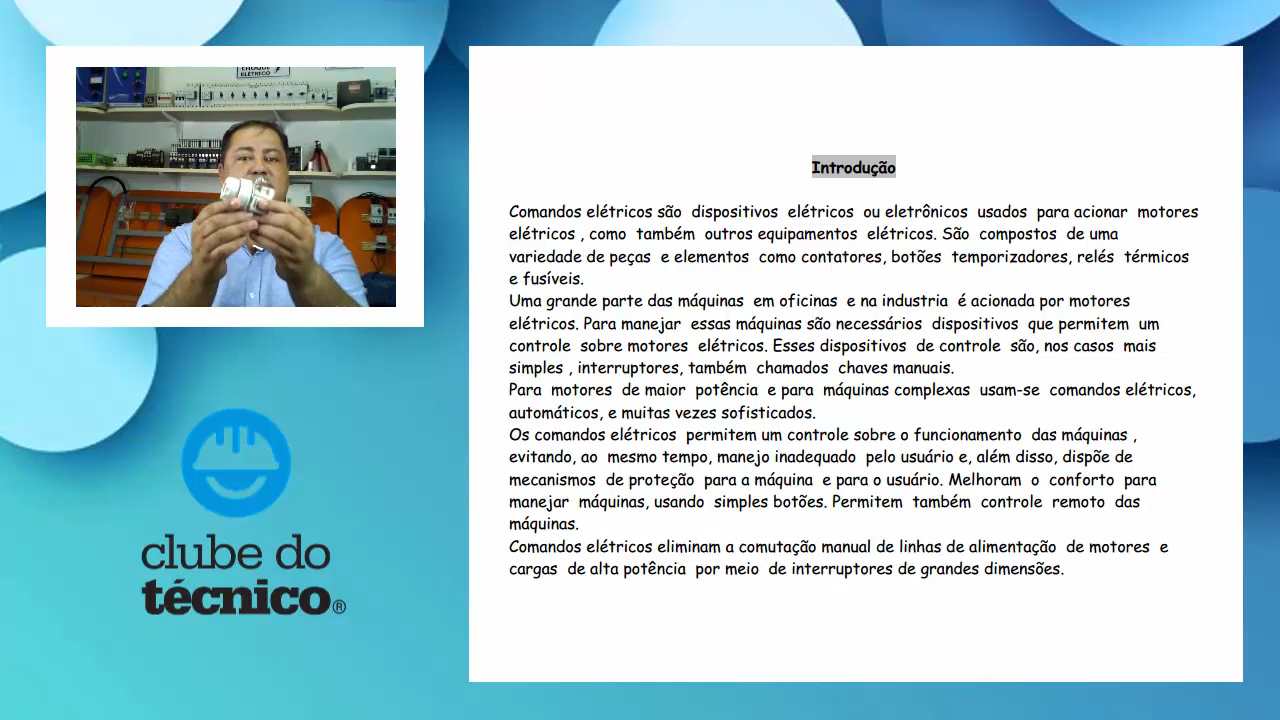 CHOQUE
ELÉTRICO
clube do
técnico®
Introdução
Comandos elétricos são dispositivos elétricos ou eletrônicos usados para acionar motores
elétricos , como também outros equipamentos elétricos. São compostos de uma
variedade de peças e elementos como contatores, botões temporizadores, relés térmicos
e fusíveis.
Uma grande parte das máquinas em oficinas e na industria é acionada por motores
elétricos. Para manejar essas máquinas são necessários dispositivos que permitem um
controle sobre motores elétricos. Esses dispositivos de controle são, nos casos mais
simples , interruptores, também chamados chaves manuais.
Para motores de maior potência e para máquinas complexas usam-se comandos elétricos,
automáticos, e muitas vezes sofisticados.
Os comandos elétricos permitem um controle sobre o funcionamento das máquinas ,
evitando, ao mesmo tempo, manejo inadequado pelo usuário e, além disso, dispõe de
mecanismos de proteção para a máquina e para o usuário. Melhoram o conforto para
manejar máquinas, usando simples botões. Permitem também controle remoto das
máquinas.
Comandos elétricos eliminam a comutação manual de linhas de alimentação de motores e
cargas de alta potência por meio de interruptores de grandes dimensões.